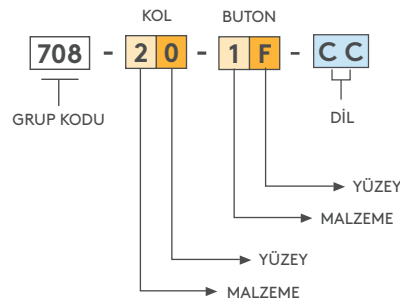 KOL BUTON
708 - 2 0 - 1 F - C C
GRUP KODU DİL
YÜZEY
MALZEME
YÜZEY
MALZEME